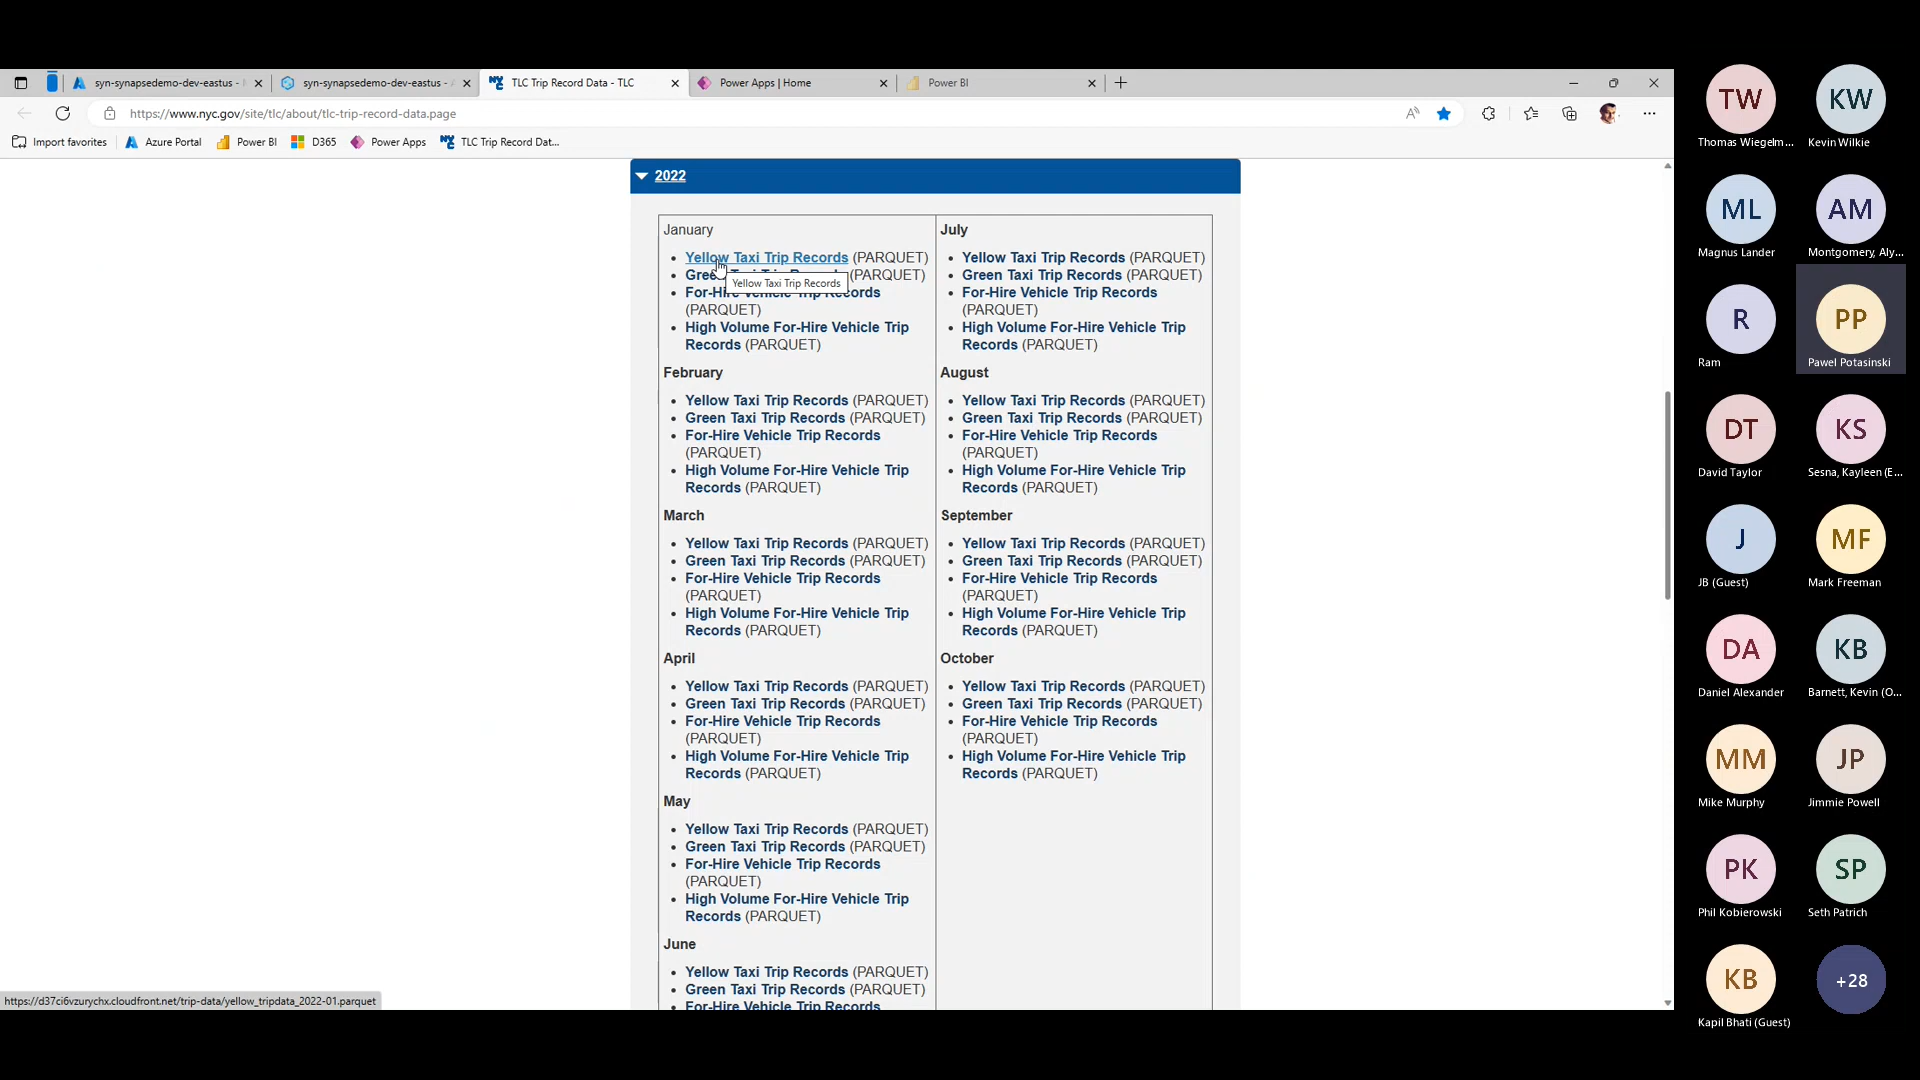 syn-synapsedemo-dev-eastus -
syn-synapsedemo-dev-eastus -
TLC Trip Record Data - TLC
Power Apps | Home
Power BI
https://www.nyc.gov/site/tlc/about/tlc-trip-record-data.page
Import favorites
Azure Portal
Power BI
D365
Power Apps
TLC Trip Record Dat...
2022
January
Yellow Taxi Trip Records (PARQUET)
(PARQUET)
Yellow Taxi Trip Records
For-Hire Vehicle Trip Records
(PARQUET)
High Volume For-Hire Vehicle Trip
Records (PARQUET)
February
Yellow Taxi Trip Records (PARQUET)
Green Taxi Trip Records (PARQUET)
For-Hire Vehicle Trip Records
(PARQUET)
High Volume For-Hire Vehicle Trip
Records (PARQUET)
March
Yellow Taxi Trip Records (PARQUET)
Green Taxi Trip Records (PARQUET)
For-Hire Vehicle Trip Records
(PARQUET)
High Volume For-Hire Vehicle Trip
Records (PARQUET)
April
Yellow Taxi Trip Records (PARQUET)
Green Taxi Trip Records (PARQUET)
For-Hire Vehicle Trip Records
(PARQUET)
High Volume For-Hire Vehicle Trip
Records (PARQUET)
May
Yellow Taxi Trip Records (PARQUET)
Green Taxi Trip Records (PARQUET)
For-Hire Vehicle Trip Records
(PARQUET)
High Volume For-Hire Vehicle Trip
Records (PARQUET)
June
Yellow Taxi Trip Records (PARQUET)
Green Taxi Trip Records (PARQUET)
For-Hire Vehicle Trip Records
July
Yellow Taxi Trip Records (PARQUET)
Green Taxi Trip Records (PARQUET)
For-Hire Vehicle Trip Records
(PARQUET)
High Volume For-Hire Vehicle Trip
Records (PARQUET)
August
Yellow Taxi Trip Records (PARQUET)
Green Taxi Trip Records (PARQUET)
For-Hire Vehicle Trip Records
(PARQUET)
High Volume For-Hire Vehicle Trip
Records (PARQUET)
September
Yellow Taxi Trip Records (PARQUET)
Green Taxi Trip Records (PARQUET)
For-Hire Vehicle Trip Records
(PARQUET)
High Volume For-Hire Vehicle Trip
Records (PARQUET)
October
Yellow Taxi Trip Records (PARQUET)
Green Taxi Trip Records (PARQUET)
For-Hire Vehicle Trip Records
(PARQUET)
High Volume For-Hire Vehicle Trip
Records (PARQUET)
https://d37ci6vzurychx.cloudfront.net/trip-data/yellow_tripdata_2022-01.parquet
TW
Thomas Wiegelm...
KW
Kevin Wilkie
ML
Magnus Lander
AM
Montgomery, Aly...
R
Ram
PP
Pawel Potasinski
DT
David Taylor
KS
Sesna, Kayleen (E...
J
JB (Guest)
MF
Mark Freeman
DA
Daniel Alexander
KB
Barnett, Kevin (O...
MM
Mike Murphy
JP
Jimmie Powell
PK
Phil Kobierowski
SP
Seth Patrich
KB
Kapil Bhati (Guest)
+28